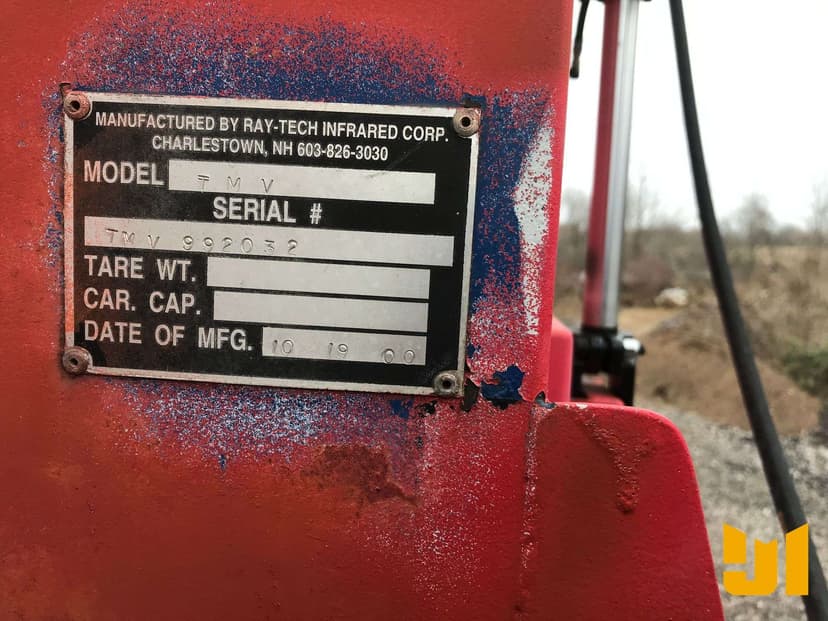 MANUFACTURED BY RAY-TECH INFRARED CORP.
CHARLESTOWN, NH 603-826-3030
MODEL TMV
SERIAL #
TMV 992032
TARE WT.
CAR. CAP.
DATE OF MFG. 10 19 00